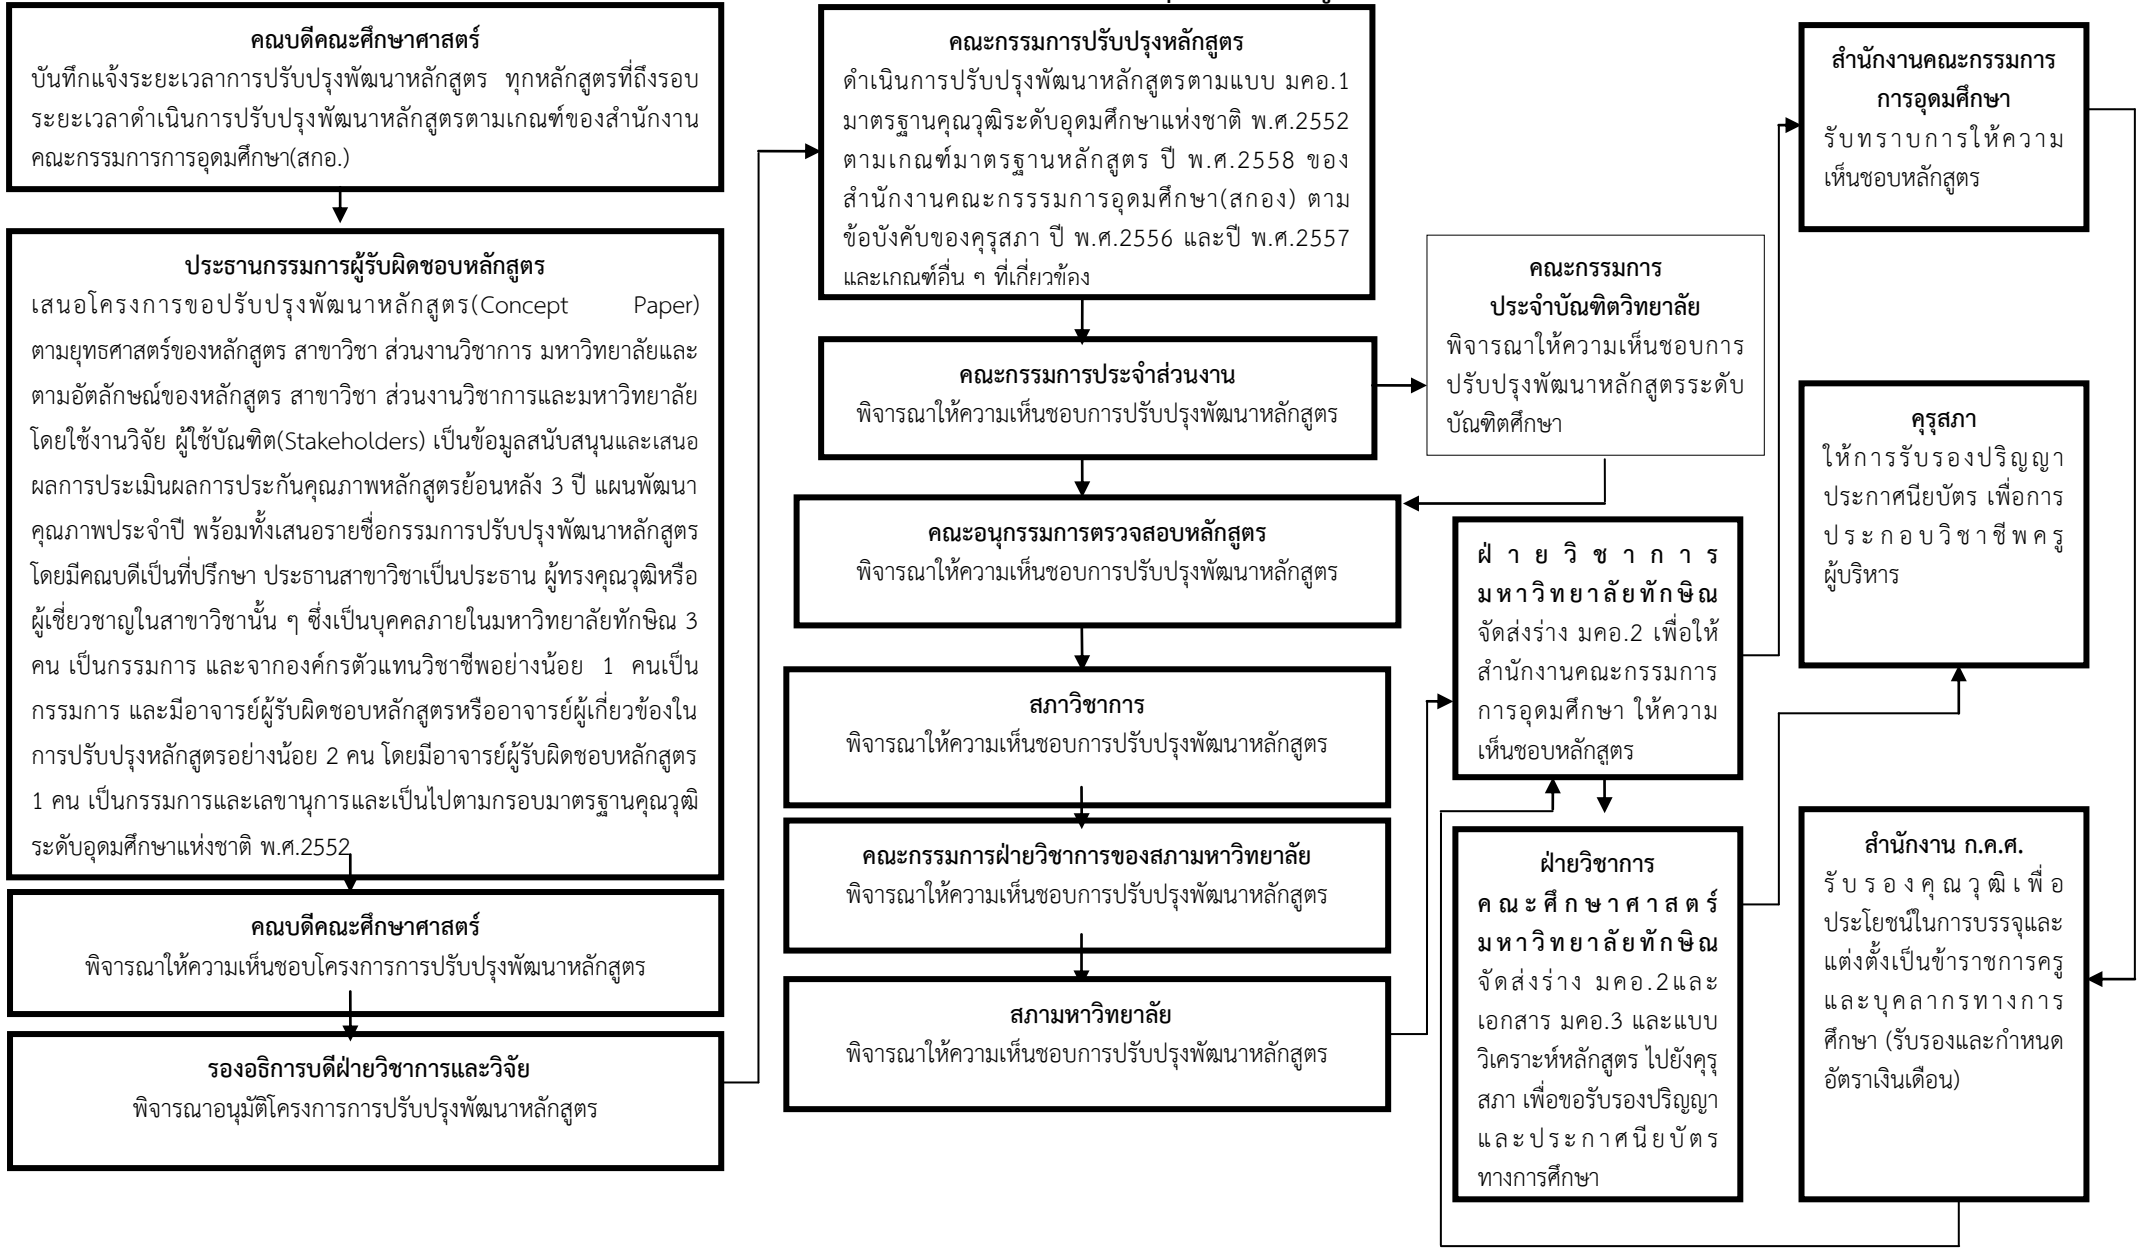 คณบดีคณะศึกษาศาสตร์
บันทึกแจ้งระยะเวลาการปรับปรุงพัฒนาหลักสูตร ทุกหลักสูตรที่ถึงรอบ
ระยะเวลาดำเนินการปรับปรุงพัฒนาหลักสูตรตามเกณฑ์ของสำนักงาน
คณะกรรมการการอุดมศึกษา(สกอ.)
ประธานกรรมการผู้รับผิดชอบหลักสูตร
เสนอโครงการขอปรับปรุงพัฒนาหลักสูตร(Concept Paper)
ตามยุทธศาสตร์ของหลักสูตร สาขาวิชา ส่วนงานวิชาการ มหาวิทยาลัยและ
ตามอัตลักษณ์ของหลักสูตร สาขาวิชา ส่วนงานวิชาการและมหาวิทยาลัย
โดยใช้งานวิจัย ผู้ใช้บัณฑิต(Stakeholders) เป็นข้อมูลสนับสนุนและเสนอ
ผลการประเมินผลการประกันคุณภาพหลักสูตรย้อนหลัง 3 ปี แผนพัฒนา
คุณภาพประจำปี พร้อมทั้งเสนอรายชื่อกรรมการปรับปรุงพัฒนาหลักสูตร
โดยมีคณบดีเป็นที่ปรึกษา ประธานสาขาวิชาเป็นประธาน ผู้ทรงคุณวุฒิหรือ
ผู้เชี่ยวชาญในสาขาวิชานั้น ๆ ซึ่งเป็นบุคคลภายในมหาวิทยาลัยทักษิณ 3
คน เป็นกรรมการ และจากองค์กรตัวแทนวิชาชีพอย่างน้อย 1 คนเป็น
กรรมการ และมีอาจารย์ผู้รับผิดชอบหลักสูตรหรืออาจารย์ผู้เกี่ยวข้องใน
การปรับปรุงหลักสูตรอย่างน้อย 2 คน โดยมีอาจารย์ผู้รับผิดชอบหลักสูตร
1 คน เป็นกรรมการและเลขานุการและเป็นไปตามกรอบมาตรฐานคุณวุฒิ
ระดับอุดมศึกษาแห่งชาติ พ.ศ.2552
คณบดีคณะศึกษาศาสตร์
พิจารณาให้ความเห็นชอบโครงการการปรับปรุงพัฒนาหลักสูตร
รองอธิการบดีฝ่ายวิชาการและวิจัย
พิจารณาอนุมัติโครงการการปรับปรุงพัฒนาหลักสูตร
คณะกรรมการปรับปรุงหลักสูตร
ดำเนินการปรับปรุงพัฒนาหลักสูตรตามแบบ มคอ.1
มาตรฐานคุณวุฒิระดับอุดมศึกษาแห่งชาติ พ.ศ.2552
ตามเกณฑ์มาตรฐานหลักสูตร ปี พ.ศ.2558 ของ
สำนักงานคณะกรรรมการอุดมศึกษา(สกอง) ตาม
ข้อบังคับของคุรุสภา ปี พ.ศ.2556 และปี พ.ศ.2557
และเกณฑ์อื่น ๆ ที่เกี่ยวข้อง
คณะกรรมการประจำส่วนงาน
พิจารณาให้ความเห็นชอบการปรับปรุงพัฒนาหลักสูตร
คณะอนุกรรมการตรวจสอบหลักสูตร
พิจารณาให้ความเห็นชอบการปรับปรุงพัฒนาหลักสูตร
สภาวิชาการ
พิจารณาให้ความเห็นชอบการปรับปรุงพัฒนาหลักสูตร
คณะกรรมการฝ่ายวิชาการของสภามหาวิทยาลัย
พิจารณาให้ความเห็นชอบการปรับปรุงพัฒนาหลักสูตร
สภามหาวิทยาลัย
พิจารณาให้ความเห็นชอบการปรับปรุงพัฒนาหลักสูตร
คณะกรรมการ
ประจำบัณฑิตวิทยาลัย
พิจารณาให้ความเห็นชอบการ
ปรับปรุงพัฒนาหลักสูตรระดับ
บัณฑิตศึกษา
ฝ่ายวิชาการ
มหาวิทยาลัยทักษิณ
จัดส่งร่าง มคอ.2 เพื่อให้
สำนักงานคณะกรรมการ
การอุดมศึกษา ให้ความ
เห็นชอบหลักสูตร
ฝ่ายวิชาการ
คณะศึกษาศาสตร์
มหาวิทยาลัยทักษิณ
จัดส่งร่าง มคอ.2และ
เอกสาร มคอ.3 และแบบ
วิเคราะห์หลักสูตร ไปยังคุรุ
สภา เพื่อขอรับรองปริญญา
และประกาศนียบัตร
ทางการศึกษา
สำนักงานคณะกรรมการ
การอุดมศึกษา
รับทราบการให้ความ
เห็นชอบหลักสูตร
คุรุสภา
ให้การรับรองปริญญา
ประกาศนียบัตร เพื่อการ
ประกอบวิชาชีพครู
ผู้บริหาร
สำนักงาน ก.ค.ศ.
รับรองคุณวุฒิเพื่อ
ประโยชน์ในการบรรจุและ
แต่งตั้งเป็นข้าราชการครู
และบุคลากรทางการ
ศึกษา (รับรองและกำหนด
อัตราเงินเดือน)